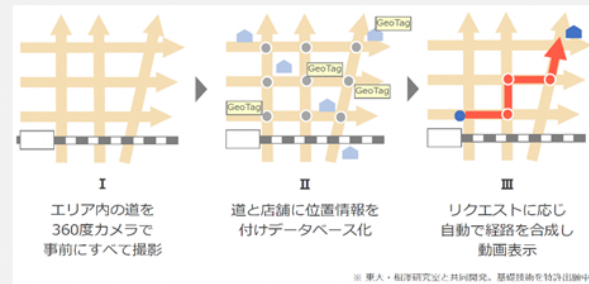 GeoTag
GeoTag
GeoTag
GeoTag
I
II
III
エリア内の道を
360度カメラで
事前にすべて撮影
道と店舗に位置情報を
付けデータベース化
リクエストに応じ
自動で経路を合成し
動画表示
※ 東大・相澤研究室と共同開発。基礎技術を特許出願中